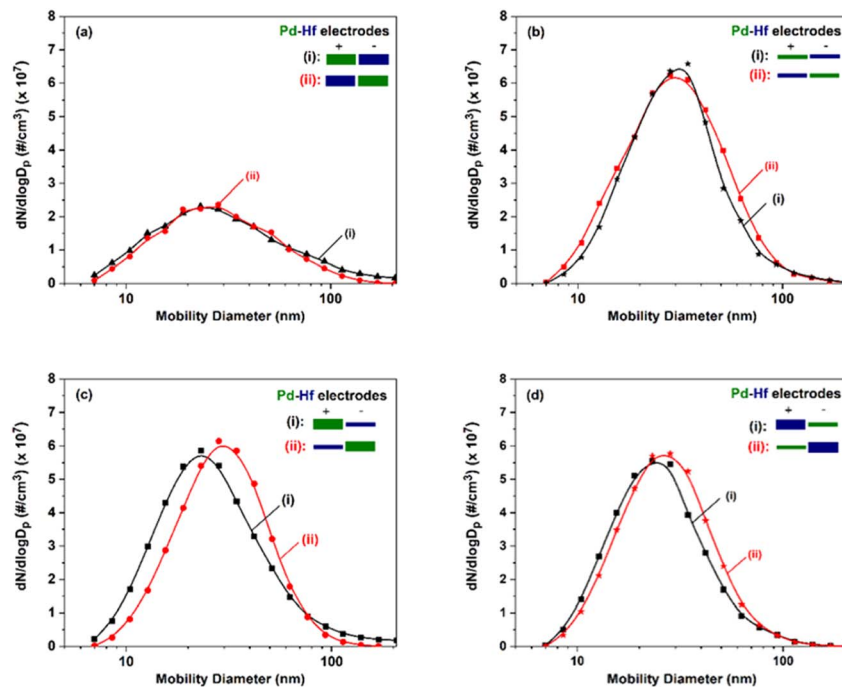 (a)
Pd-Hf electrodes
+ -
(i):
(ii):
(ii)
(i)
dN/dlogDp (#/cm³) (x 10⁷)
8
7
6
5
4
3
2
1
0
10 100
Mobility Diameter (nm)
(b)
Pd-Hf electrodes
+ -
(i):
(ii):
(ii)
(i)
dN/dlogDp (#/cm³) (x 10⁷)
8
7
6
5
4
3
2
1
0
10 100
Mobility Diameter (nm)
(c)
Pd-Hf electrodes
+ -
(i):
(ii):
(i)
(ii)
dN/dlogDp (#/cm³) (x 10⁷)
8
7
6
5
4
3
2
1
0
10 100
Mobility Diameter (nm)
(d)
Pd-Hf electrodes
+ -
(i):
(ii):
(i)
(ii)
dN/dlogDp (#/cm³) (x 10⁷)
8
7
6
5
4
3
2
1
0
10 100
Mobility Diameter (nm)